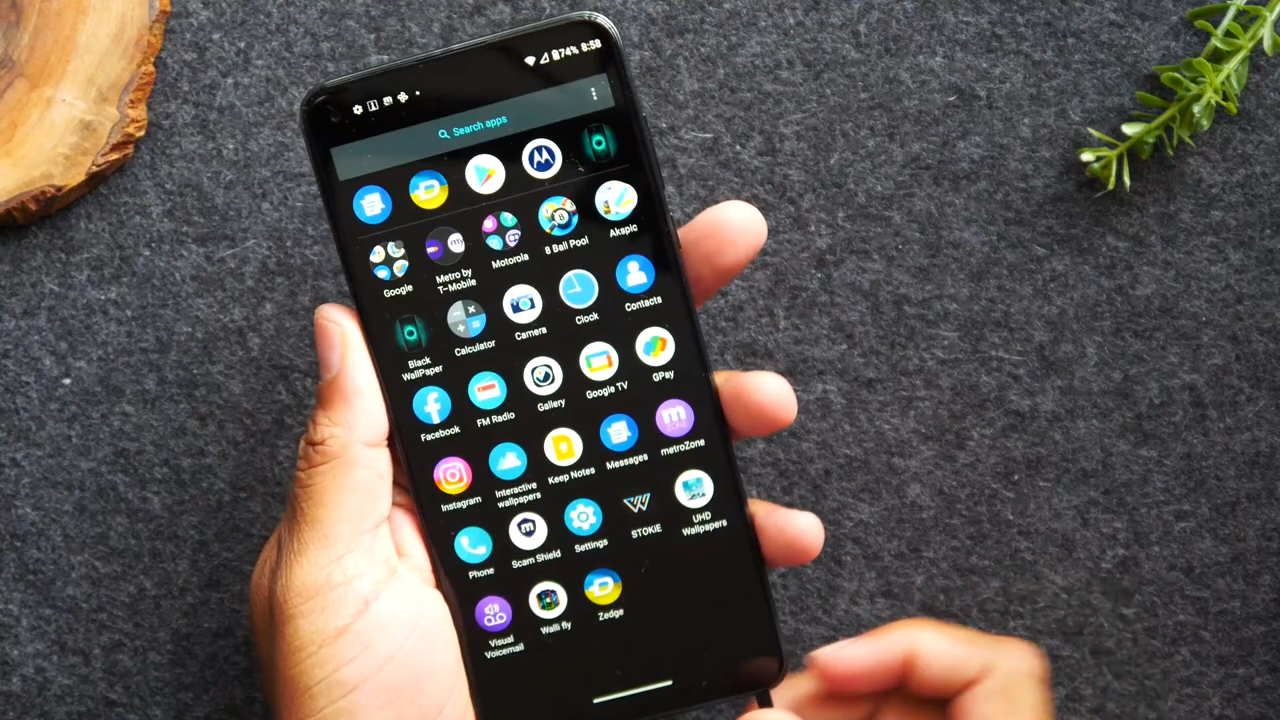 74% 8:58
Search apps
Google
Metro by
T-Mobile
Motorola
8 Ball Pool
Akapic
Black
WallPaper
Calculator
Camera
Clock
Contacts
Facebook
FM Radio
Gallery
Google TV
GPay
Instagram
Interactive
wallpapers
Keep Notes
Messages
m
ZONE
metroZone
Phone
m
Scam Shield
Settings
W
STOKiE
UHD
Wallpapers
Visual
Voicemail
Walli fly
Zedge